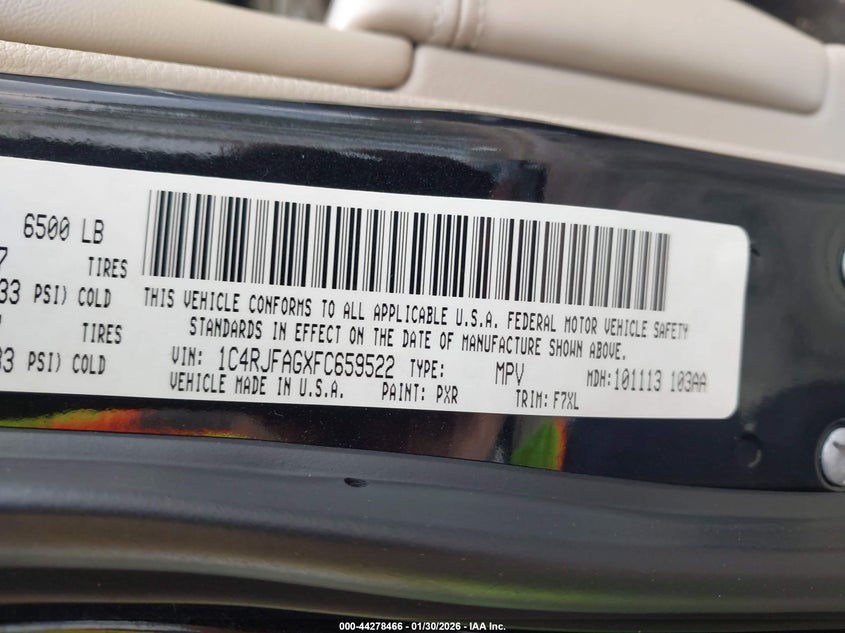 6500 LB
7 TIRES
33 PSI) COLD
TIRES
33 PSI) COLD
THIS VEHICLE CONFORMS TO ALL APPLICABLE U.S.A. FEDERAL MOTOR VEHICLE SAFETY
STANDARDS IN EFFECT ON THE DATE OF MANUFACTURE SHOWN ABOVE.
VIN: 1C4RJFAGXFC659522 TYPE: MPV MDH:101113 103AA
VEHICLE MADE IN U.S.A. PAINT: PXR TRIM: F7XL
000-44278466 - 01/30/2026 - IAA Inc.